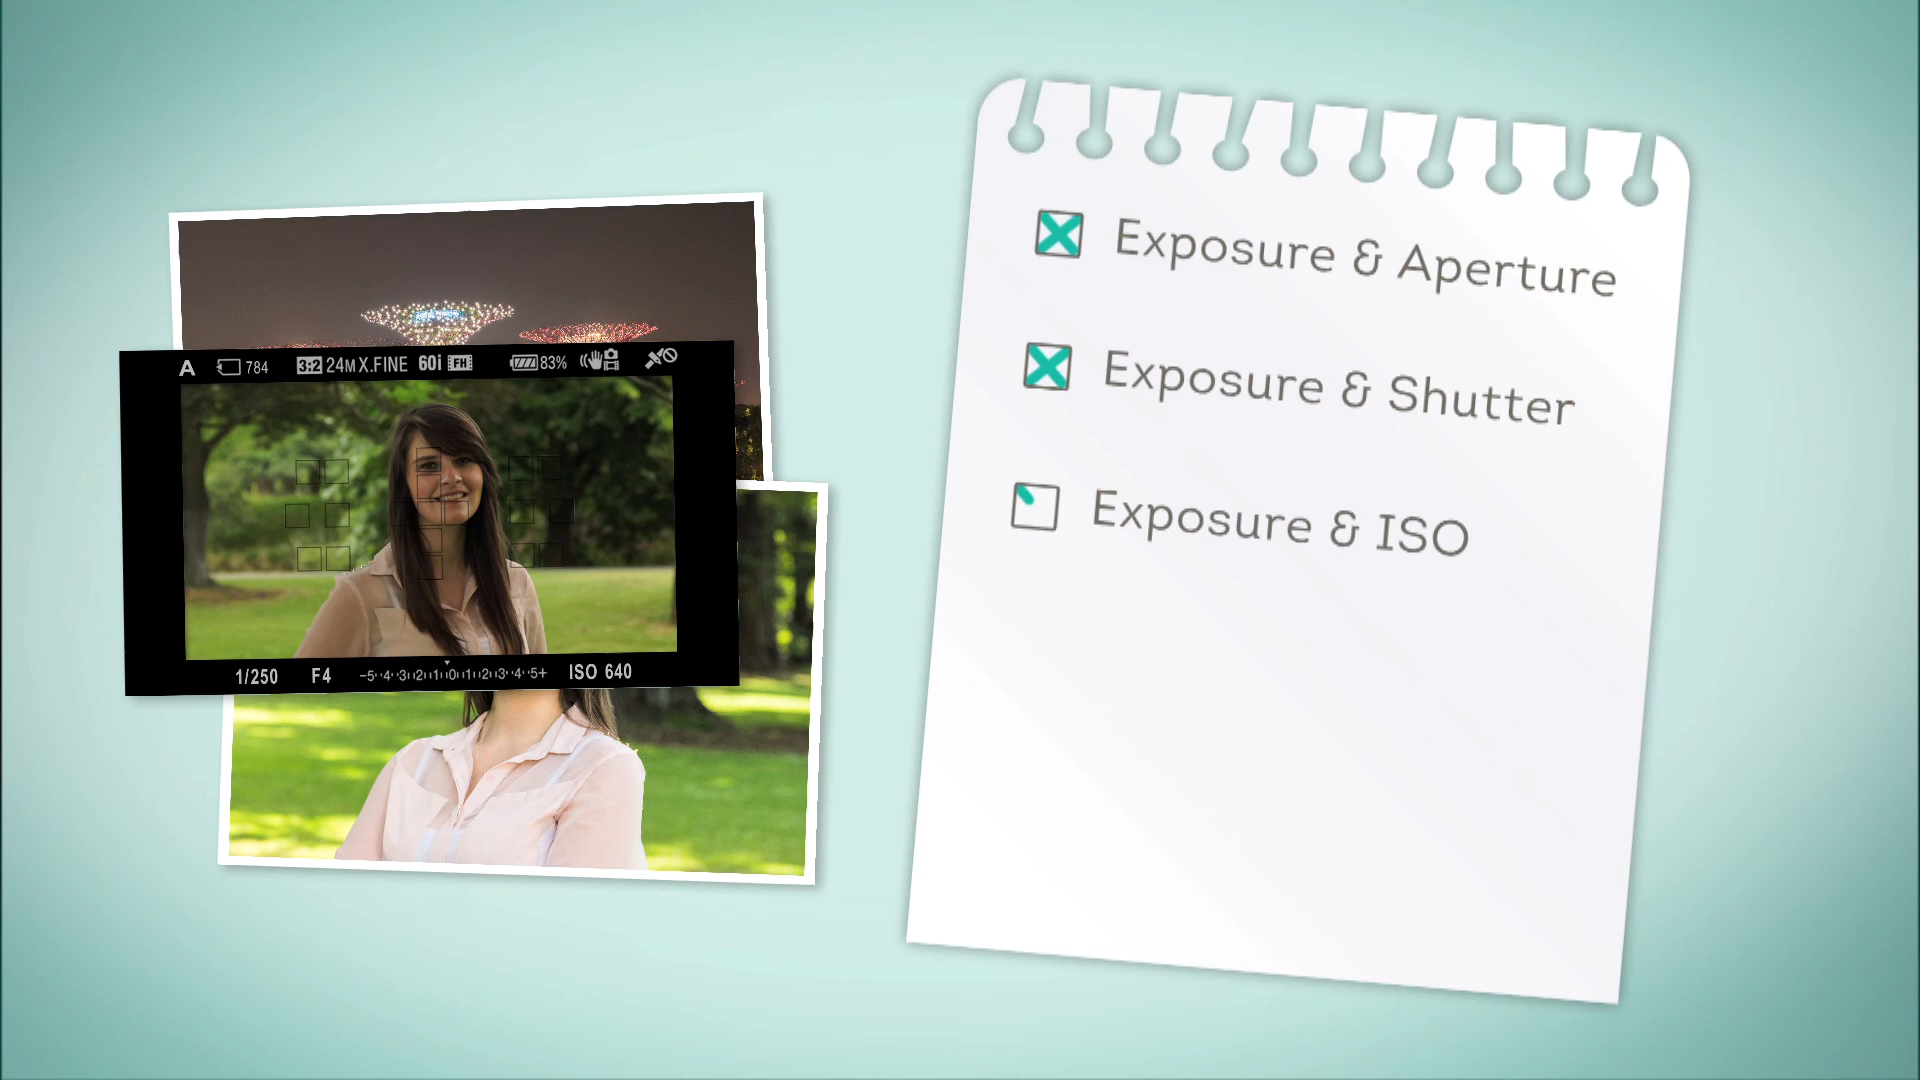 A 784 3:2 24M X.FINE 60i FH 83%
1/250 F4 −5··4··3··2··1··0··1··2··3··4··5+ ISO 640
Exposure & Aperture
Exposure & Shutter
Exposure & ISO